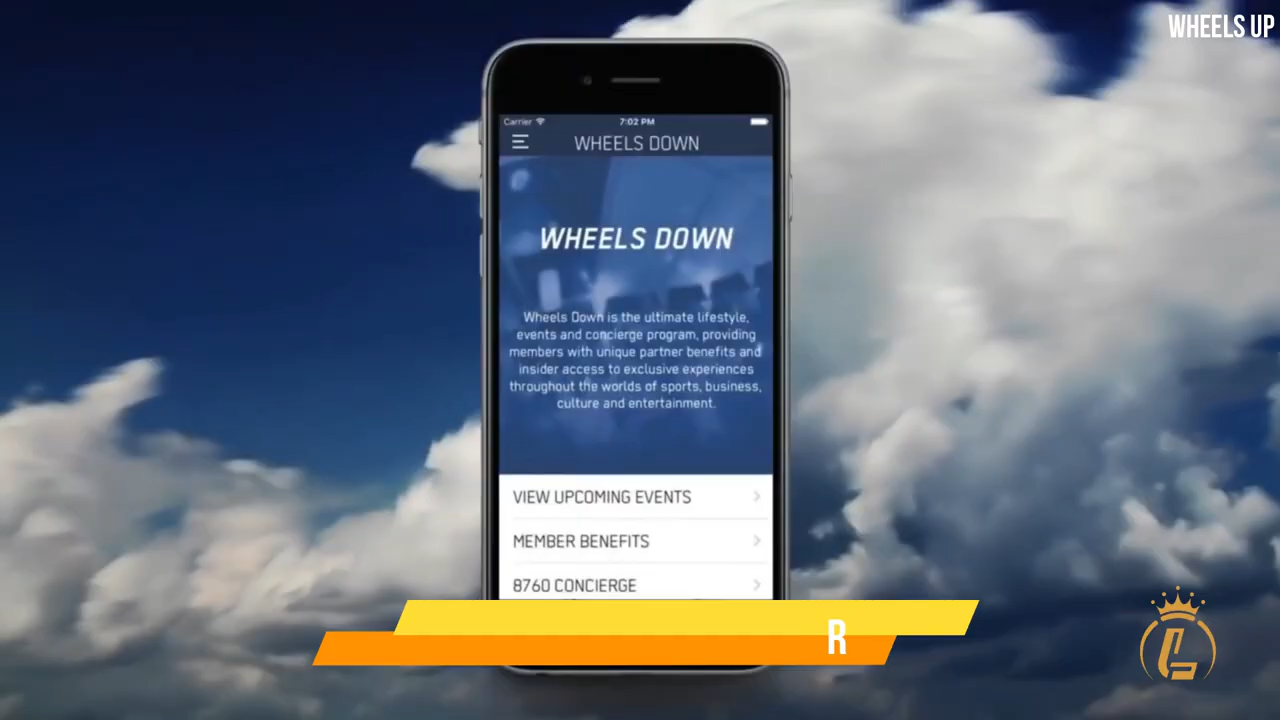 WHEELS UP
Carrier 7:02 PM
WHEELS DOWN
WHEELS DOWN
Wheels Down is the ultimate lifestyle,
events and concierge program, providing
members with unique partner benefits and
insider access to exclusive experiences
throughout the worlds of sports, business,
culture and entertainment.
VIEW UPCOMING EVENTS
MEMBER BENEFITS
8760 CONCIERGE
R